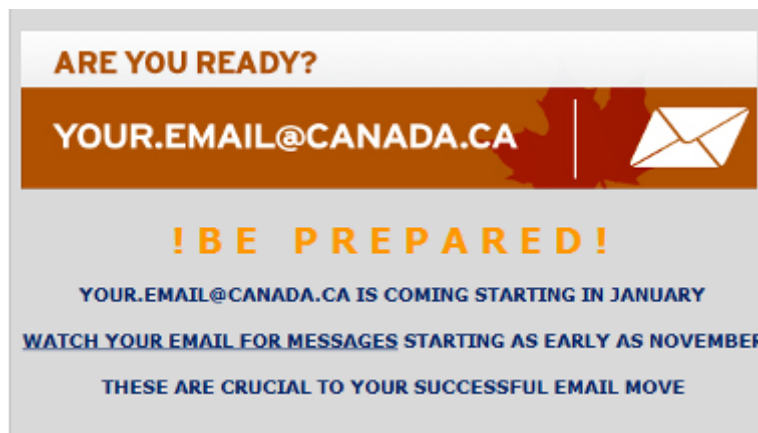 ARE YOU READY?
YOUR.EMAIL@CANADA.CA
!BE PREPARED!
YOUR.EMAIL@CANADA.CA IS COMING STARTING IN JANUARY
WATCH YOUR EMAIL FOR MESSAGES STARTING AS EARLY AS NOVEMBER
THESE ARE CRUCIAL TO YOUR SUCCESSFUL EMAIL MOVE